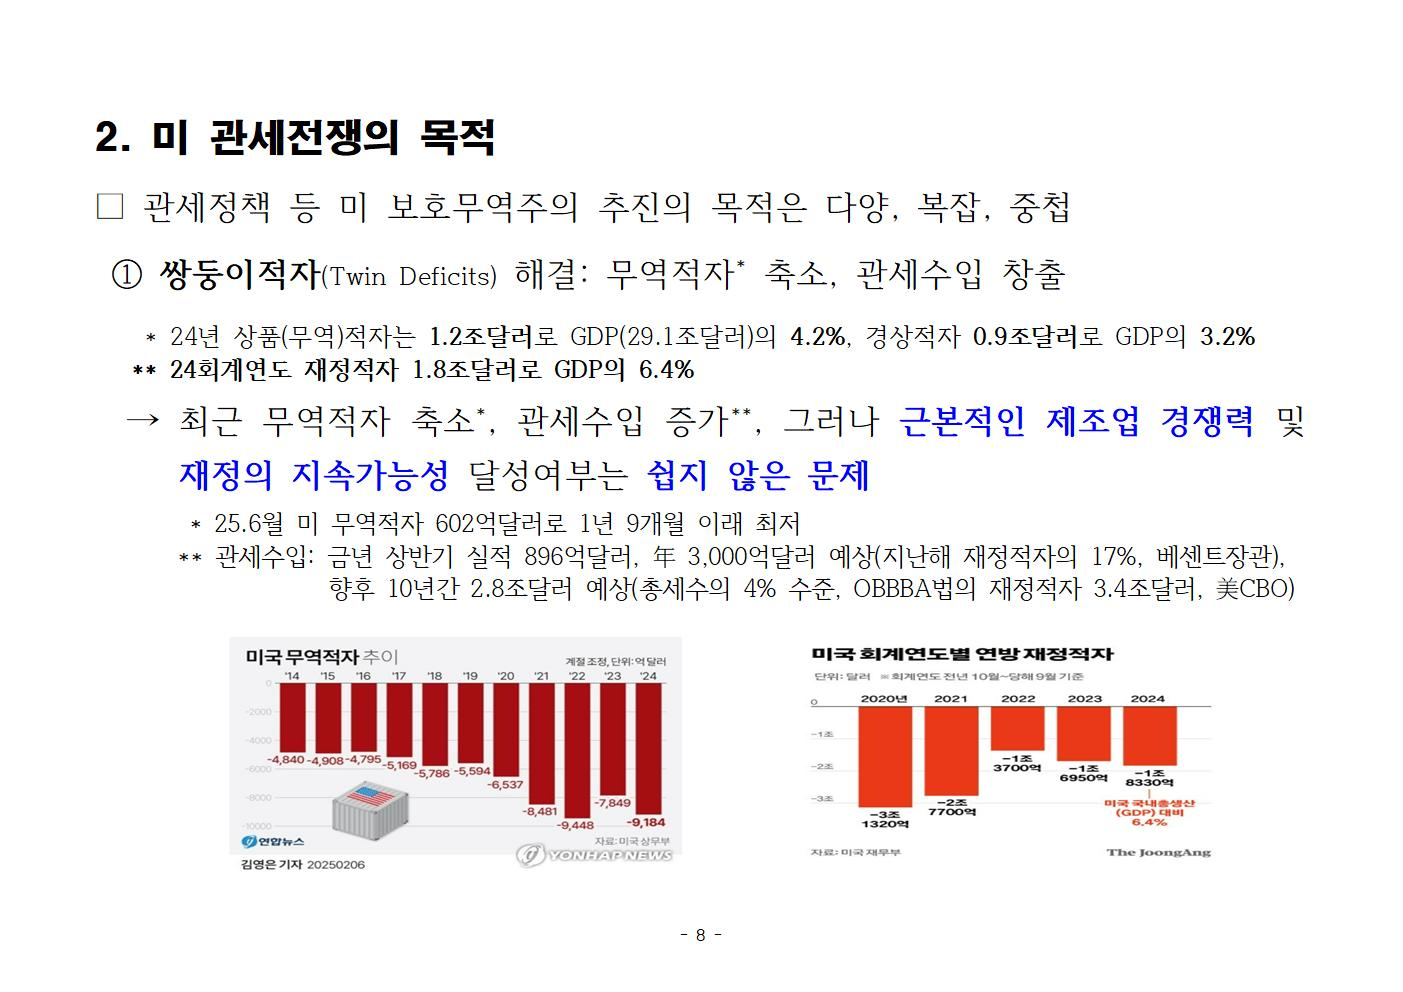 2. 미 관세전쟁의 목적
□ 관세정책 등 미 보호무역주의 추진의 목적은 다양, 복잡, 중첩
① 쌍둥이적자(Twin Deficits) 해결: 무역적자* 축소, 관세수입 창출
* 24년 상품(무역)적자는 1.2조달러로 GDP(29.1조달러)의 4.2%, 경상적자 0.9조달러로 GDP의 3.2%
** 24회계연도 재정적자 1.8조달러로 GDP의 6.4%
→ 최근 무역적자 축소*, 관세수입 증가**, 그러나 근본적인 제조업 경쟁력 및
재정의 지속가능성 달성여부는 쉽지 않은 문제
* 25.6월 미 무역적자 602억달러로 1년 9개월 이래 최저
** 관세수입: 금년 상반기 실적 896억달러, 年 3,000억달러 예상(지난해 재정적자의 17%, 베센트장관),
향후 10년간 2.8조달러 예상(총세수의 4% 수준, OBBBA법의 재정적자 3.4조달러, 美CBO)
미국 무역적자 추이
계절 조정, 단위: 억 달러
'14 '15 '16 '17 '18 '19 '20 '21 '22 '23 '24
0
-2000
-4000
-6000
-8000
-10000
-4,840 -4,908 -4,795 -5,169 -5,786 -5,594 -6,537 -8,481 -9,448 -7,849 -9,184
연합뉴스
자료: 미국 상무부
YONHAP NEWS
김영은 기자 20250206
미국 회계연도별 연방 재정적자
단위: 달러 ※회계연도 전년 10월~당해 9월 기준
2020년 2021 2022 2023 2024
0
-1조
-2조
-3조
-3조 1320억
-2조 7700억
-1조 3700억
-1조 6950억
-1조 8330억
미국 국내총생산
(GDP) 대비
6.4%
자료: 미국 재무부
The JoongAng
- 8 -